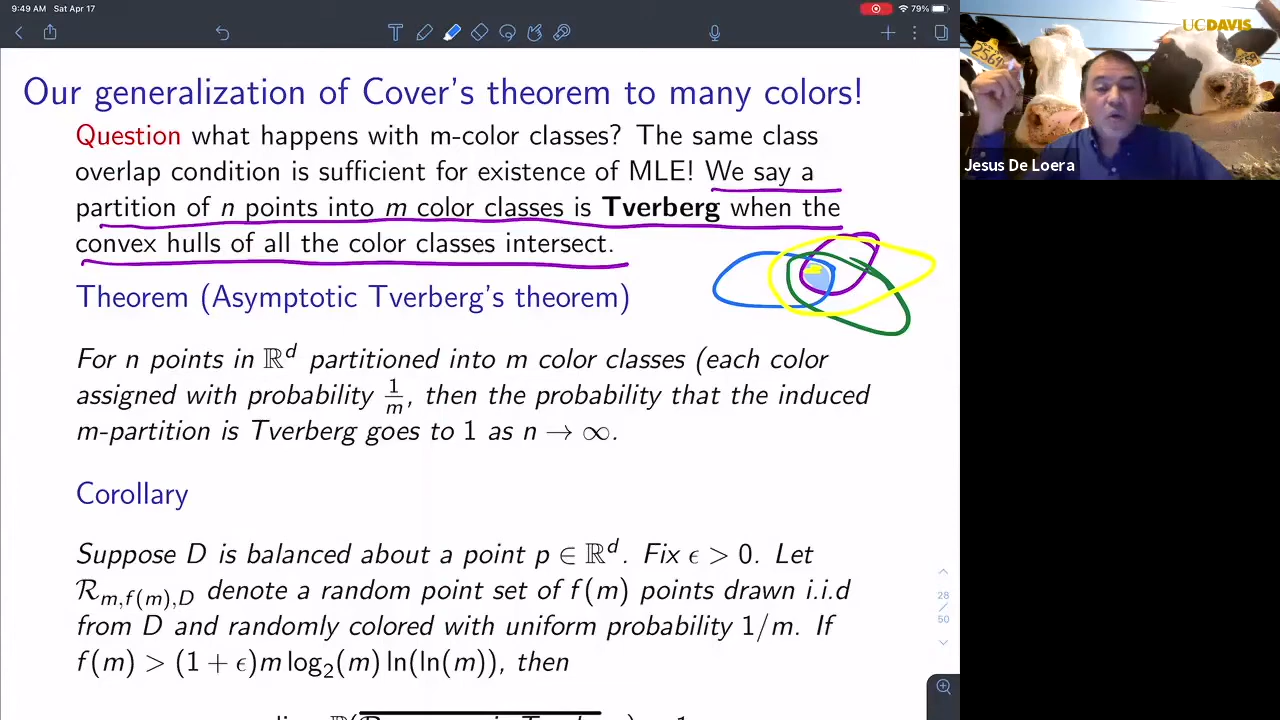 9:49 AM Sat Apr 17
79%
UCDAVIS
2564
Jesus De Loera
Our generalization of Cover's theorem to many colors!
Question what happens with m-color classes? The same class
overlap condition is sufficient for existence of MLE! We say a
partition of n points into m color classes is Tverberg when the
convex hulls of all the color classes intersect.
Theorem (Asymptotic Tverberg's theorem)
For n points in ℝᵈ partitioned into m color classes (each color
assigned with probability 1/m, then the probability that the induced
m-partition is Tverberg goes to 1 as n → ∞.
Corollary
Suppose D is balanced about a point p ∈ ℝᵈ. Fix ϵ > 0. Let
ℛ_{m,f(m),D} denote a random point set of f(m) points drawn i.i.d
from D and randomly colored with uniform probability 1/m. If
f(m) > (1 + ϵ)m log₂(m) ln(ln(m)), then
28
/
50